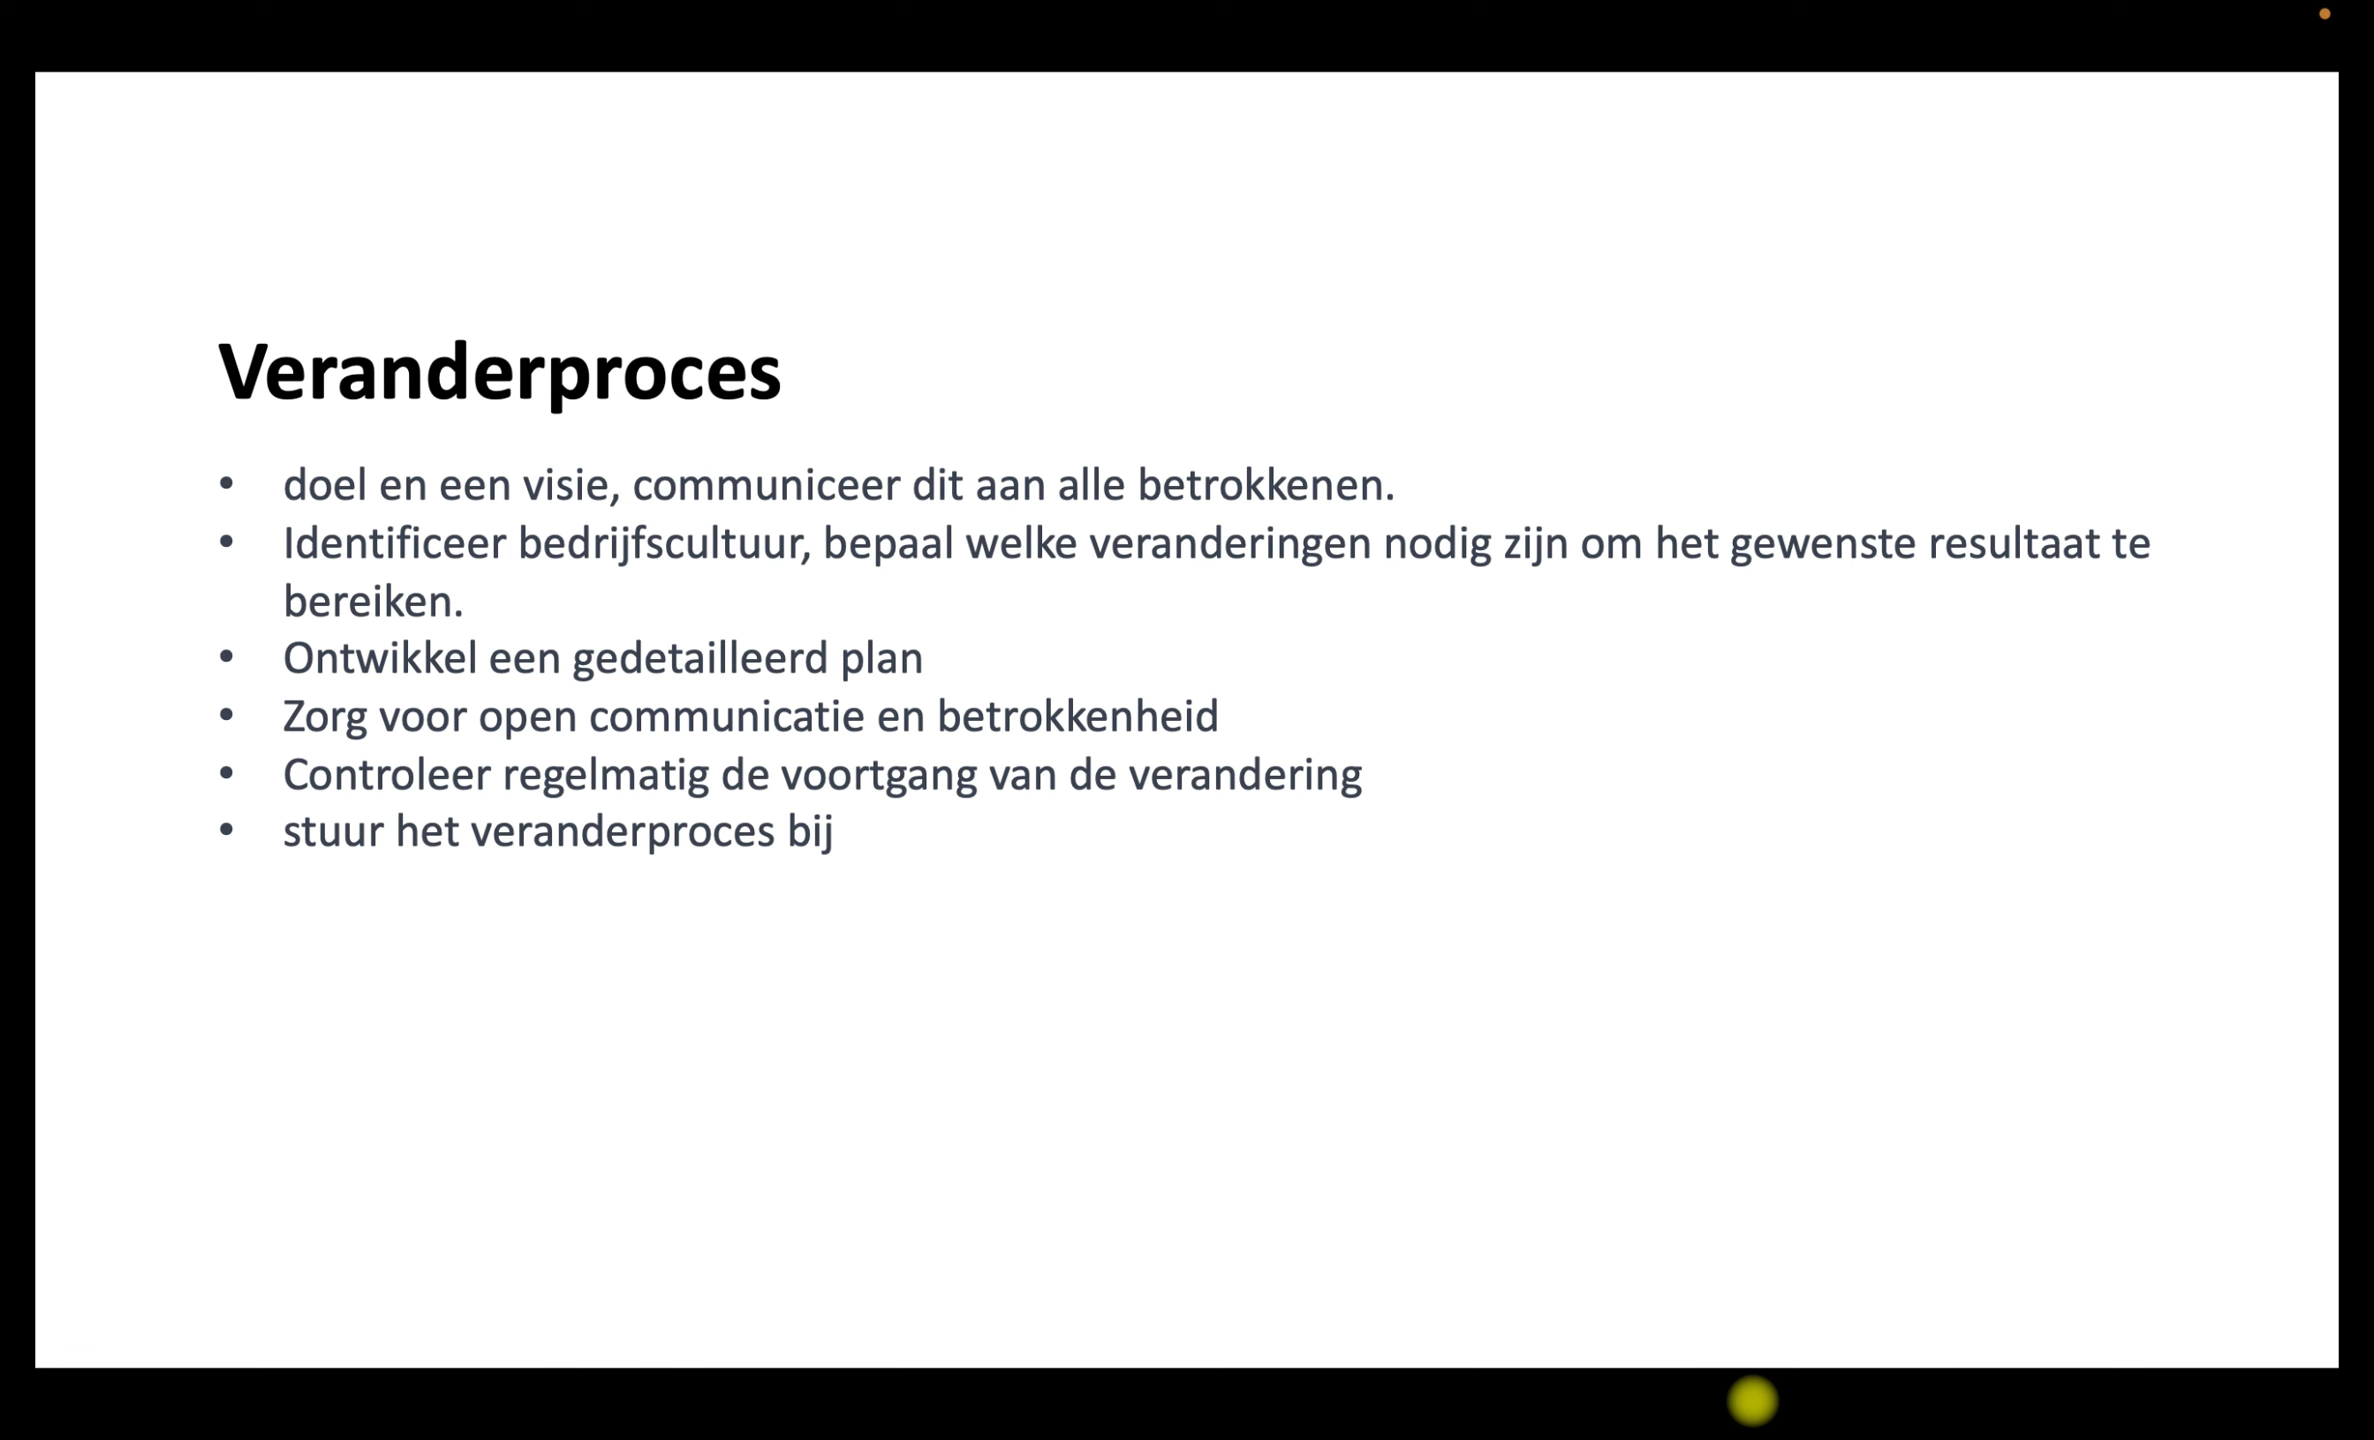 Veranderproces
• doel en een visie, communiceer dit aan alle betrokkenen.
• Identificeer bedrijfscultuur, bepaal welke veranderingen nodig zijn om het gewenste resultaat te
bereiken.
• Ontwikkel een gedetailleerd plan
• Zorg voor open communicatie en betrokkenheid
• Controleer regelmatig de voortgang van de verandering
• stuur het veranderproces bij